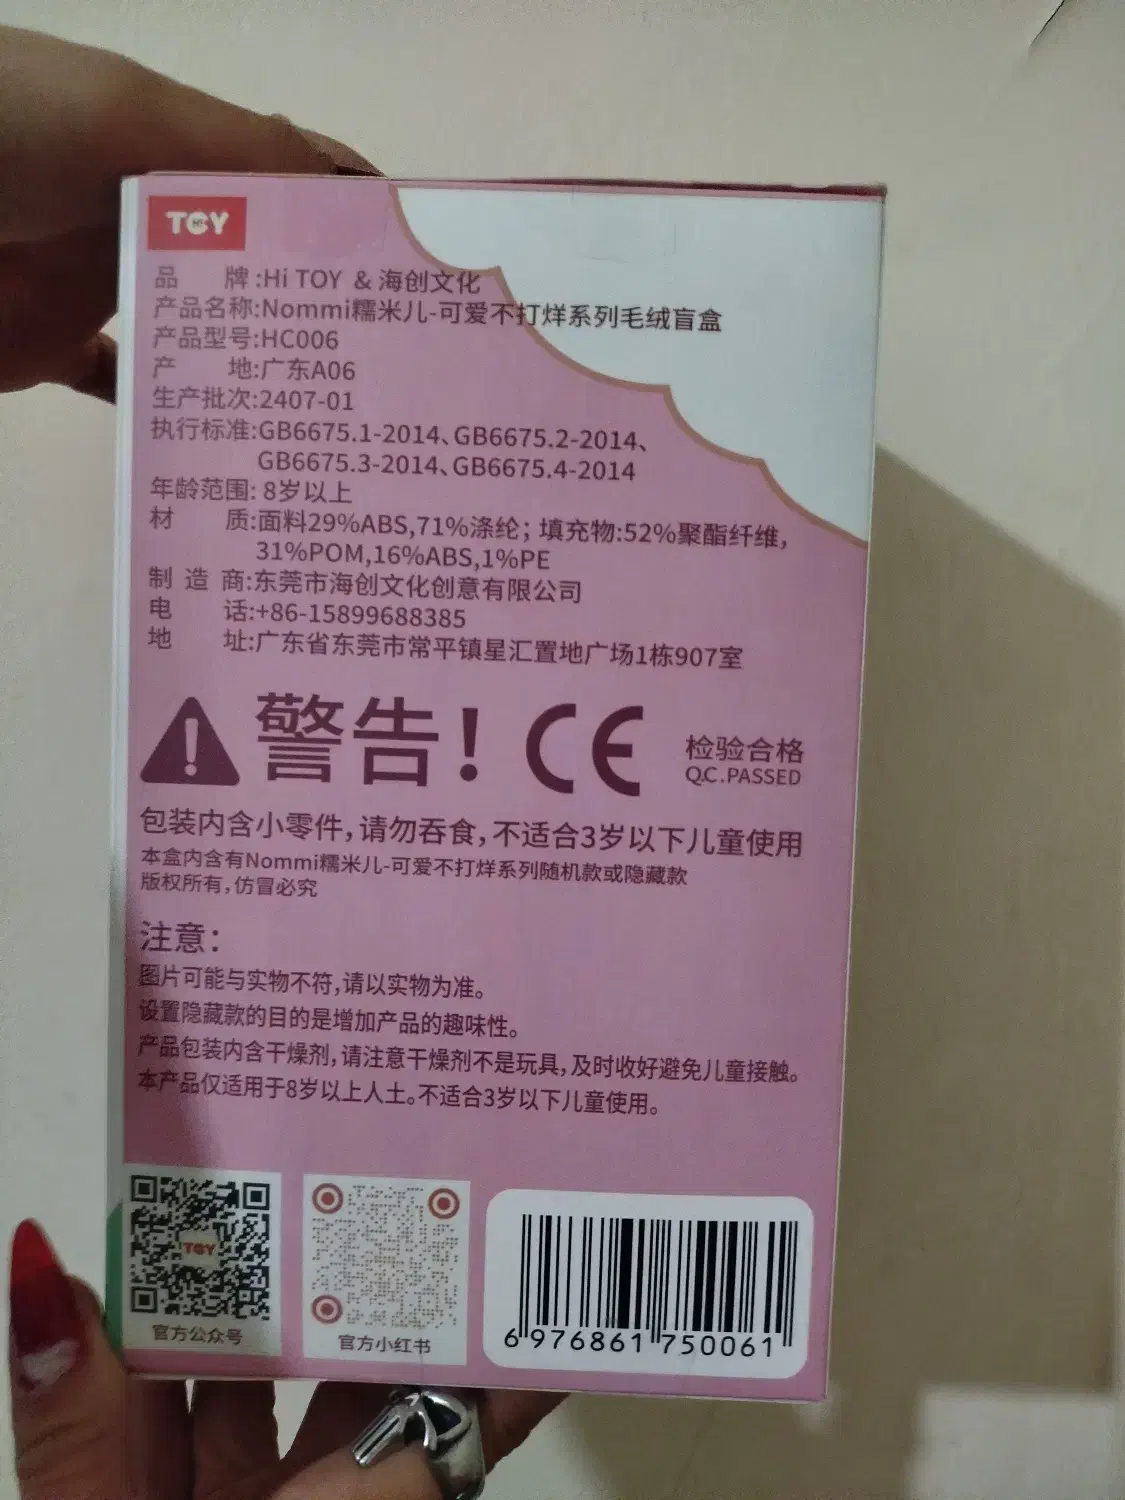 TOY
品 牌:Hi TOY & 海创文化
产品名称:Nommi糯米儿-可爱不打烊系列毛绒盲盒
产品型号:HC006
产 地:广东A06
生产批次:2407-01
执行标准:GB6675.1-2014、GB6675.2-2014、
GB6675.3-2014、GB6675.4-2014
年龄范围: 8岁以上
材 质:面料29%ABS,71%涤纶；填充物:52%聚酯纤维,
31%POM,16%ABS,1%PE
制 造 商:东莞市海创文化创意有限公司
电 话:+86-15899688385
地 址:广东省东莞市常平镇星汇置地广场1栋907室
警告! CE 检验合格
Q.C.PASSED
包装内含小零件,请勿吞食,不适合3岁以下儿童使用
本盒内含有Nommi糯米儿-可爱不打烊系列随机款或隐藏款
版权所有,仿冒必究
注意:
图片可能与实物不符,请以实物为准。
设置隐藏款的目的是增加产品的趣味性。
产品包装内含干燥剂,请注意干燥剂不是玩具,及时收好避免儿童接触。
本产品仅适用于8岁以上人士。不适合3岁以下儿童使用。
TOY
官方公众号
官方小红书
6 976861 750061